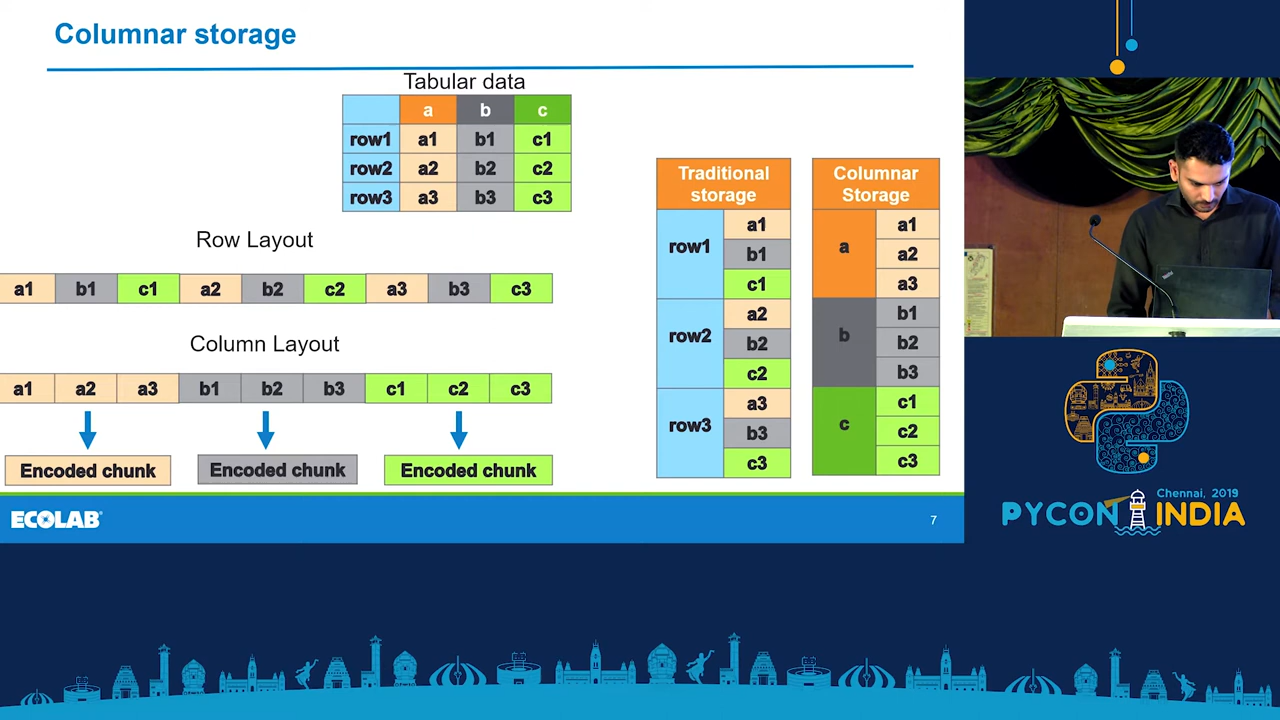 Columnar storage
Tabular data
a b c
row1 a1 b1 c1
row2 a2 b2 c2
row3 a3 b3 c3
Row Layout
a1 b1 c1 a2 b2 c2 a3 b3 c3
Column Layout
a1 a2 a3 b1 b2 b3 c1 c2 c3
Encoded chunk Encoded chunk Encoded chunk
Traditional
storage
row1
a1
b1
c1
row2
a2
b2
c2
row3
a3
b3
c3
Columnar
Storage
a
a1
a2
a3
b
b1
b2
b3
c
c1
c2
c3
ECOLAB®
7
Chennai, 2019
PYCON INDIA